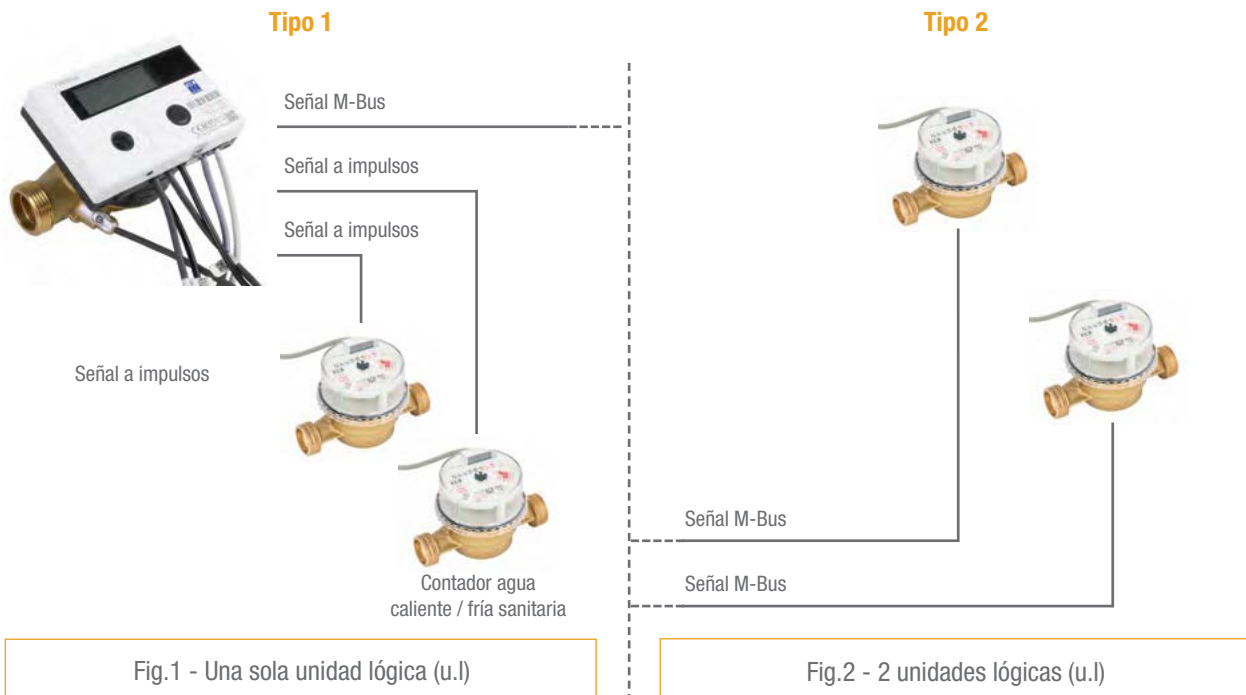 Tipo 1
Tipo 2
Señal M-Bus
Señal a impulsos
Señal a impulsos
Señal a impulsos
Contador agua
caliente / fría sanitaria
Señal M-Bus
Señal M-Bus
Fig.1 - Una sola unidad lógica (u.l)
Fig.2 - 2 unidades lógicas (u.l)